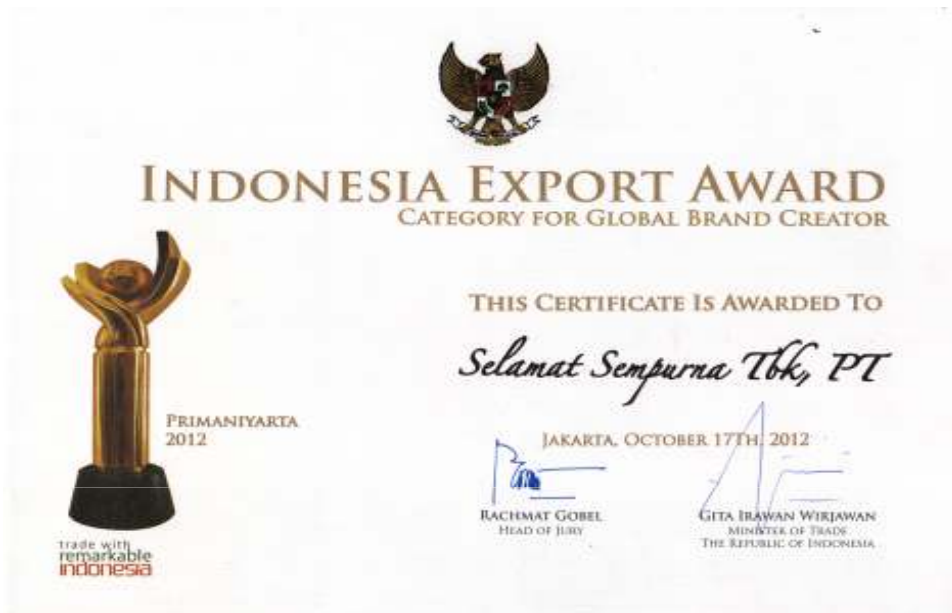 INDONESIA EXPORT AWARD
CATEGORY FOR GLOBAL BRAND CREATOR
THIS CERTIFICATE IS AWARDED TO
Selamat Sempurna Tbk, PT
PRIMANIYARTA
2012
JAKARTA, OCTOBER 17TH, 2012
RACHMAT GOBEL
HEAD OF JURY
GITA IRAWAN WIRJAWAN
MINISTER OF TRADE
THE REPUBLIC OF INDONESIA
trade with
remarkable
indonesia